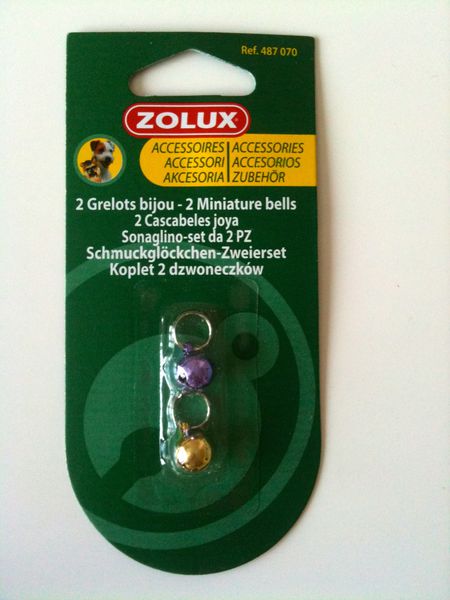 Ref. 487 070
ZOLUX
ACCESSOIRES ACCESSORIES
ACCESSORI ACCESORIOS
AKCESORIA ZUBEHÖR
2 Grelots bijou - 2 Miniature bells
2 Cascabeles joya
Sonaglino-set da 2 PZ
Schmuckglöckchen-Zweierset
Koplet 2 dzwoneczków